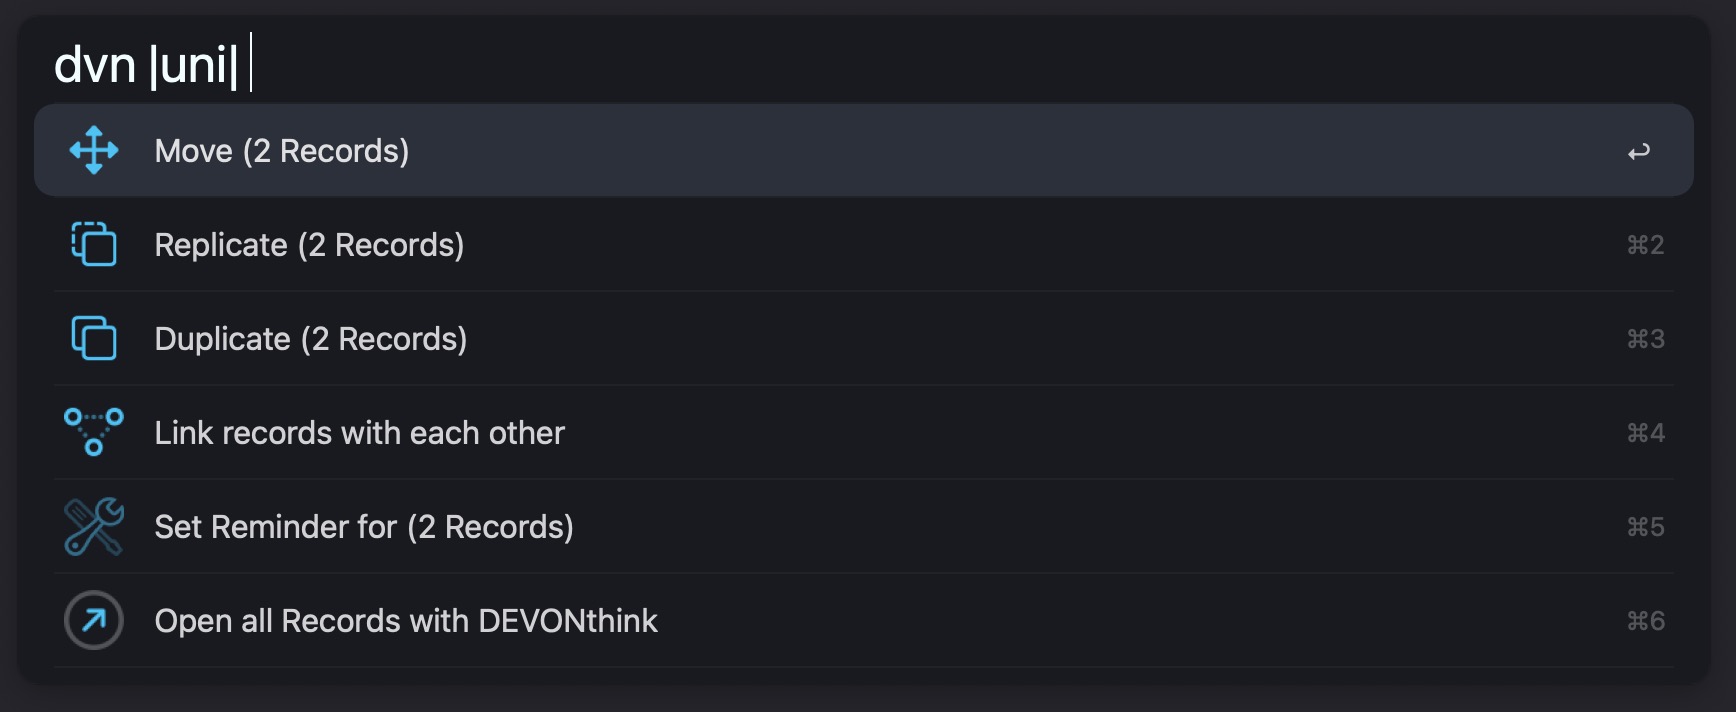 dvn |uni|
Move (2 Records) ↩
Replicate (2 Records) ⌘2
Duplicate (2 Records) ⌘3
Link records with each other ⌘4
Set Reminder for (2 Records) ⌘5
Open all Records with DEVONthink ⌘6